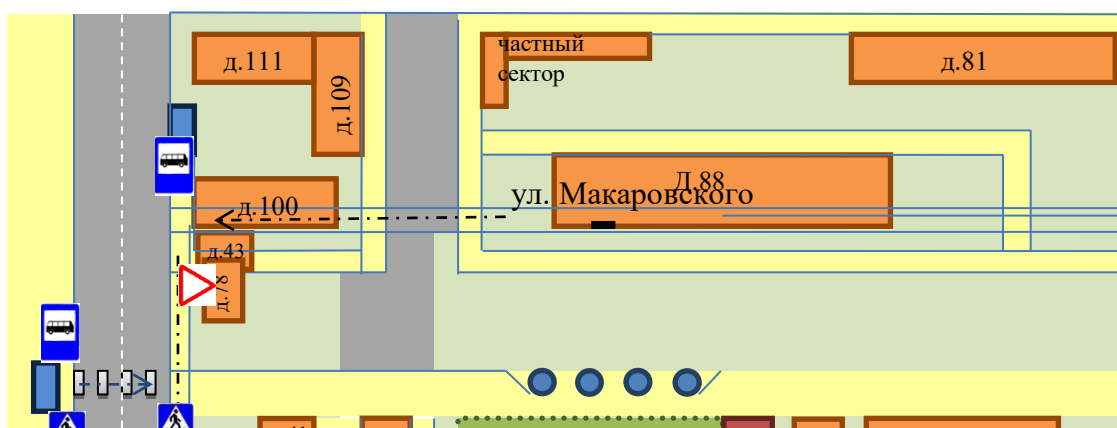 д.111
д.109
частный
сектор
д.81
д.100
ул. Макаровского
Д.88
д.43
д.78